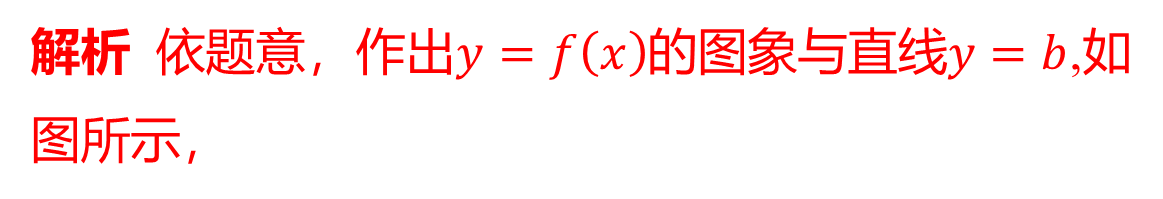 解析 依题意，作出y = f(x)的图象与直线y = b,如
图所示，